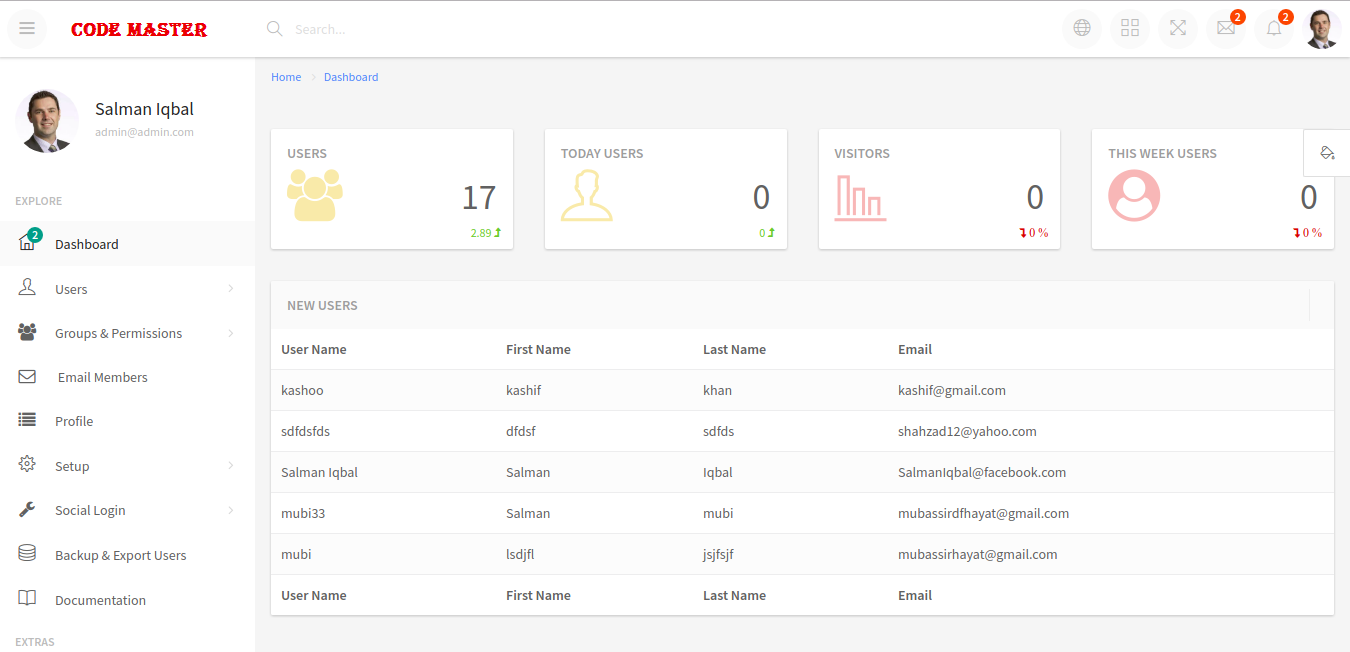 CODE MASTER
Search...
2
2
Salman Iqbal
admin@admin.com
EXPLORE
2
Dashboard
Users
Groups & Permissions
Email Members
Profile
Setup
Social Login
Backup & Export Users
Documentation
EXTRAS
Home Dashboard
USERS
17
2.89
TODAY USERS
0
0
VISITORS
0
0 %
THIS WEEK USERS
0
0 %
NEW USERS
User Name First Name Last Name Email
kashoo kashif khan kashif@gmail.com
sdfdsfds dfdsf sdfds shahzad12@yahoo.com
Salman Iqbal Salman Iqbal SalmanIqbal@facebook.com
mubi33 Salman mubi mubassirdfhayat@gmail.com
mubi lsdjfl jsjfsjf mubassirhayat@gmail.com
User Name First Name Last Name Email